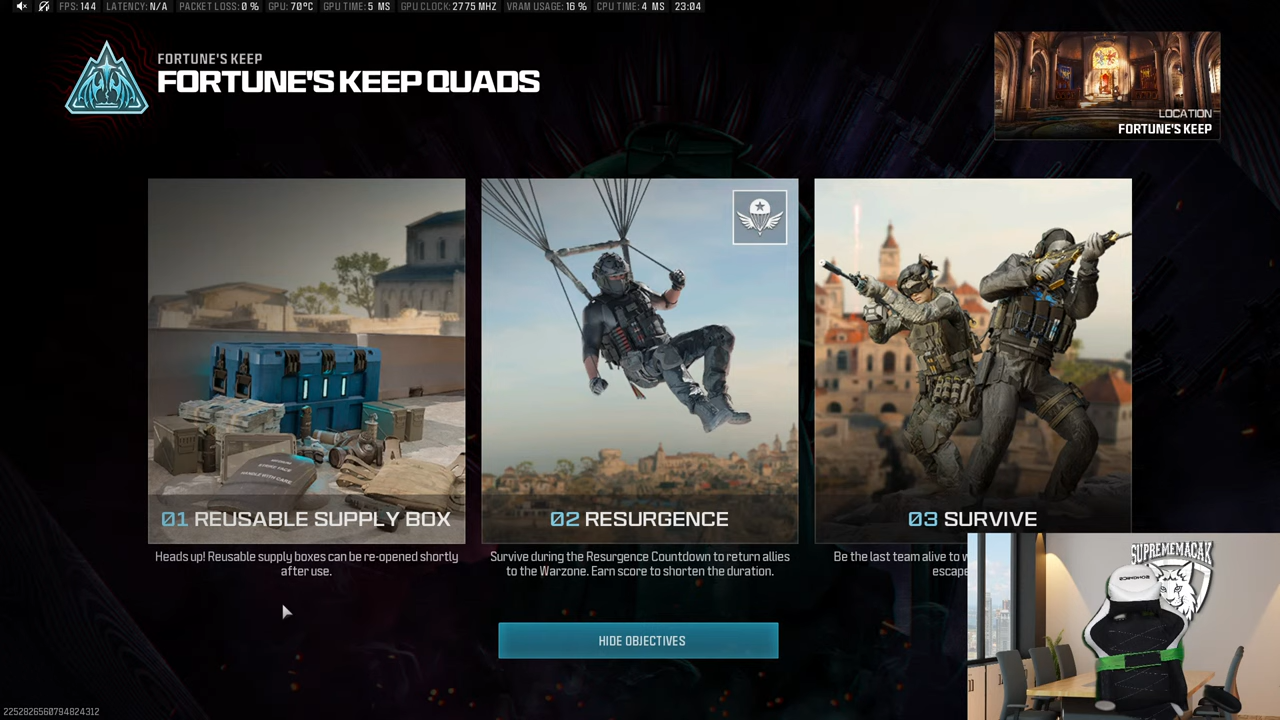 FPS: 144 LATENCY: N/A PACKET LOSS: 0 % GPU: 70°C GPU TIME: 5 MS GPU CLOCK: 2775 MHZ VRAM USAGE: 16 % CPU TIME: 4 MS 23:04
FORTUNE'S KEEP
FORTUNE'S KEEP QUADS
LOCATION
FORTUNE'S KEEP
HANDLE WITH CARE
01 REUSABLE SUPPLY BOX
Heads up! Reusable supply boxes can be re-opened shortly
after use.
02 RESURGENCE
Survive during the Resurgence Countdown to return allies
to the Warzone. Earn score to shorten the duration.
03 SURVIVE
Be the last team alive to
escape
HIDE OBJECTIVES
SUPREMEMACAK
2252826560794824312